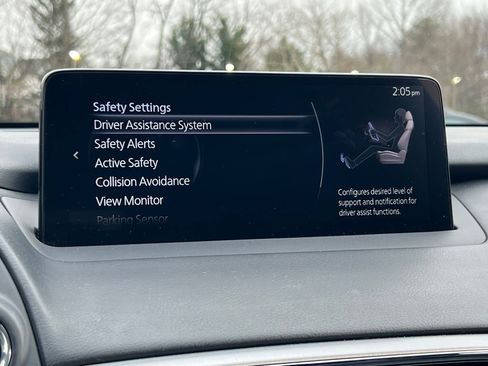 2:05 pm
Safety Settings
Driver Assistance System
Safety Alerts
Active Safety
Collision Avoidance
View Monitor
Parking Sensor
Configures desired level of
support and notification for
driver assist functions.